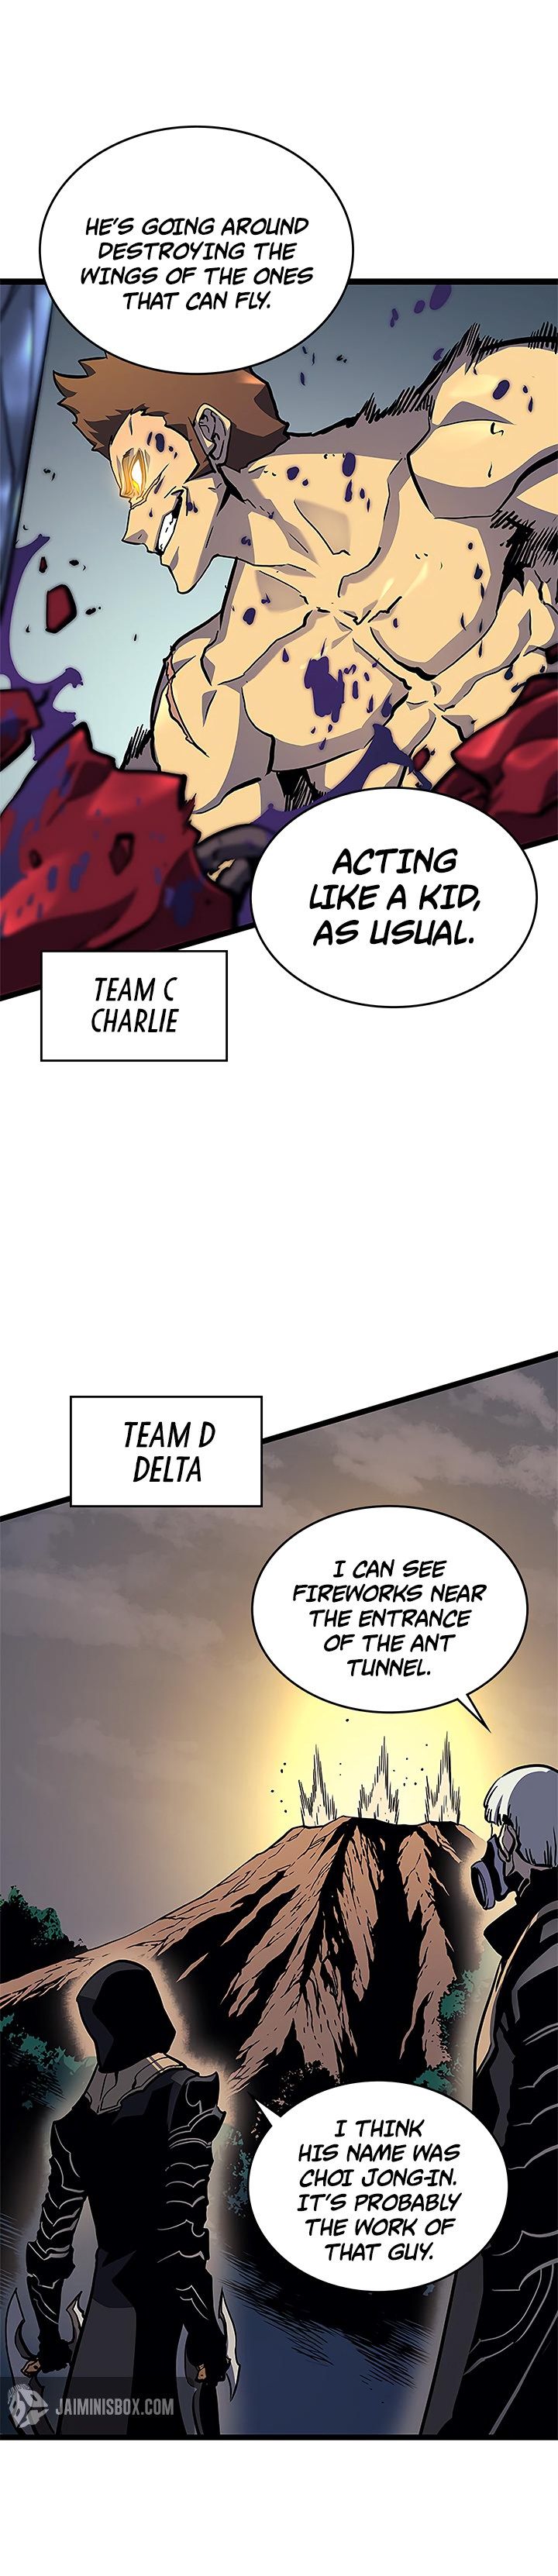 HE'S GOING AROUND
DESTROYING THE
WINGS OF THE ONES
THAT CAN FLY.
ACTING
LIKE A KID,
AS USUAL.
TEAM C
CHARLIE
TEAM D
DELTA
I CAN SEE
FIREWORKS NEAR
THE ENTRANCE
OF THE ANT
TUNNEL.
I THINK
HIS NAME WAS
CHOI JONG-IN.
IT'S PROBABLY
THE WORK OF
THAT GUY.
JAIMINISBOX.COM